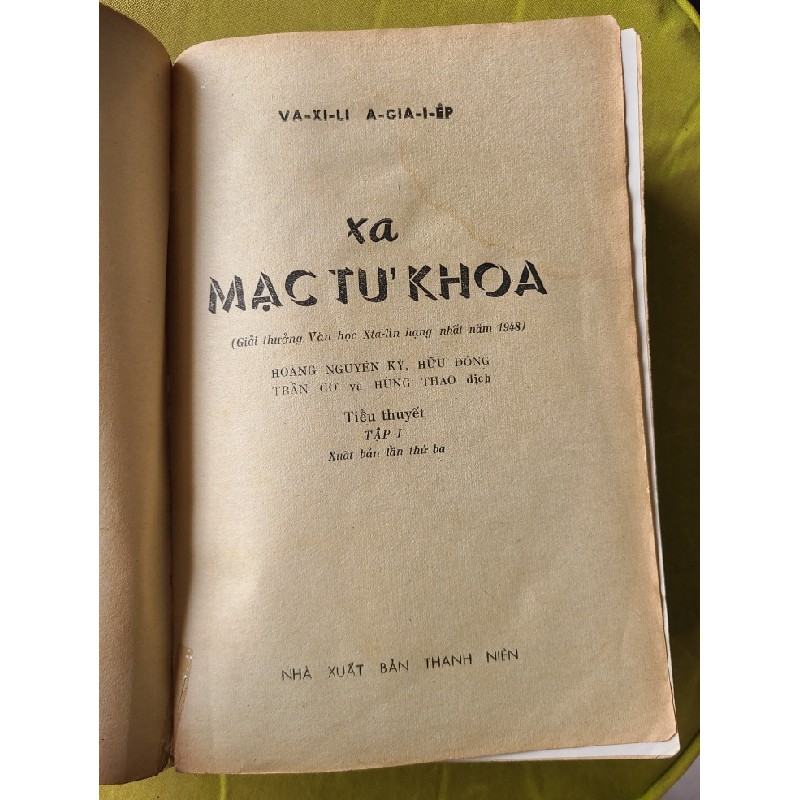 VA-XI-LI A-GIA-I-ÉP
xa
MẠC TƯ KHOA
(Giải thưởng Văn học Xta-lin hạng nhất năm 1948)
HOÀNG NGUYÊN KỲ, HỮU ĐỒNG
TRẦN CƠ và HÙNG THAO dịch
Tiểu thuyết
TẬP I
Xuất bản lần thứ ba
NHÀ XUẤT BẢN THANH NIÊN